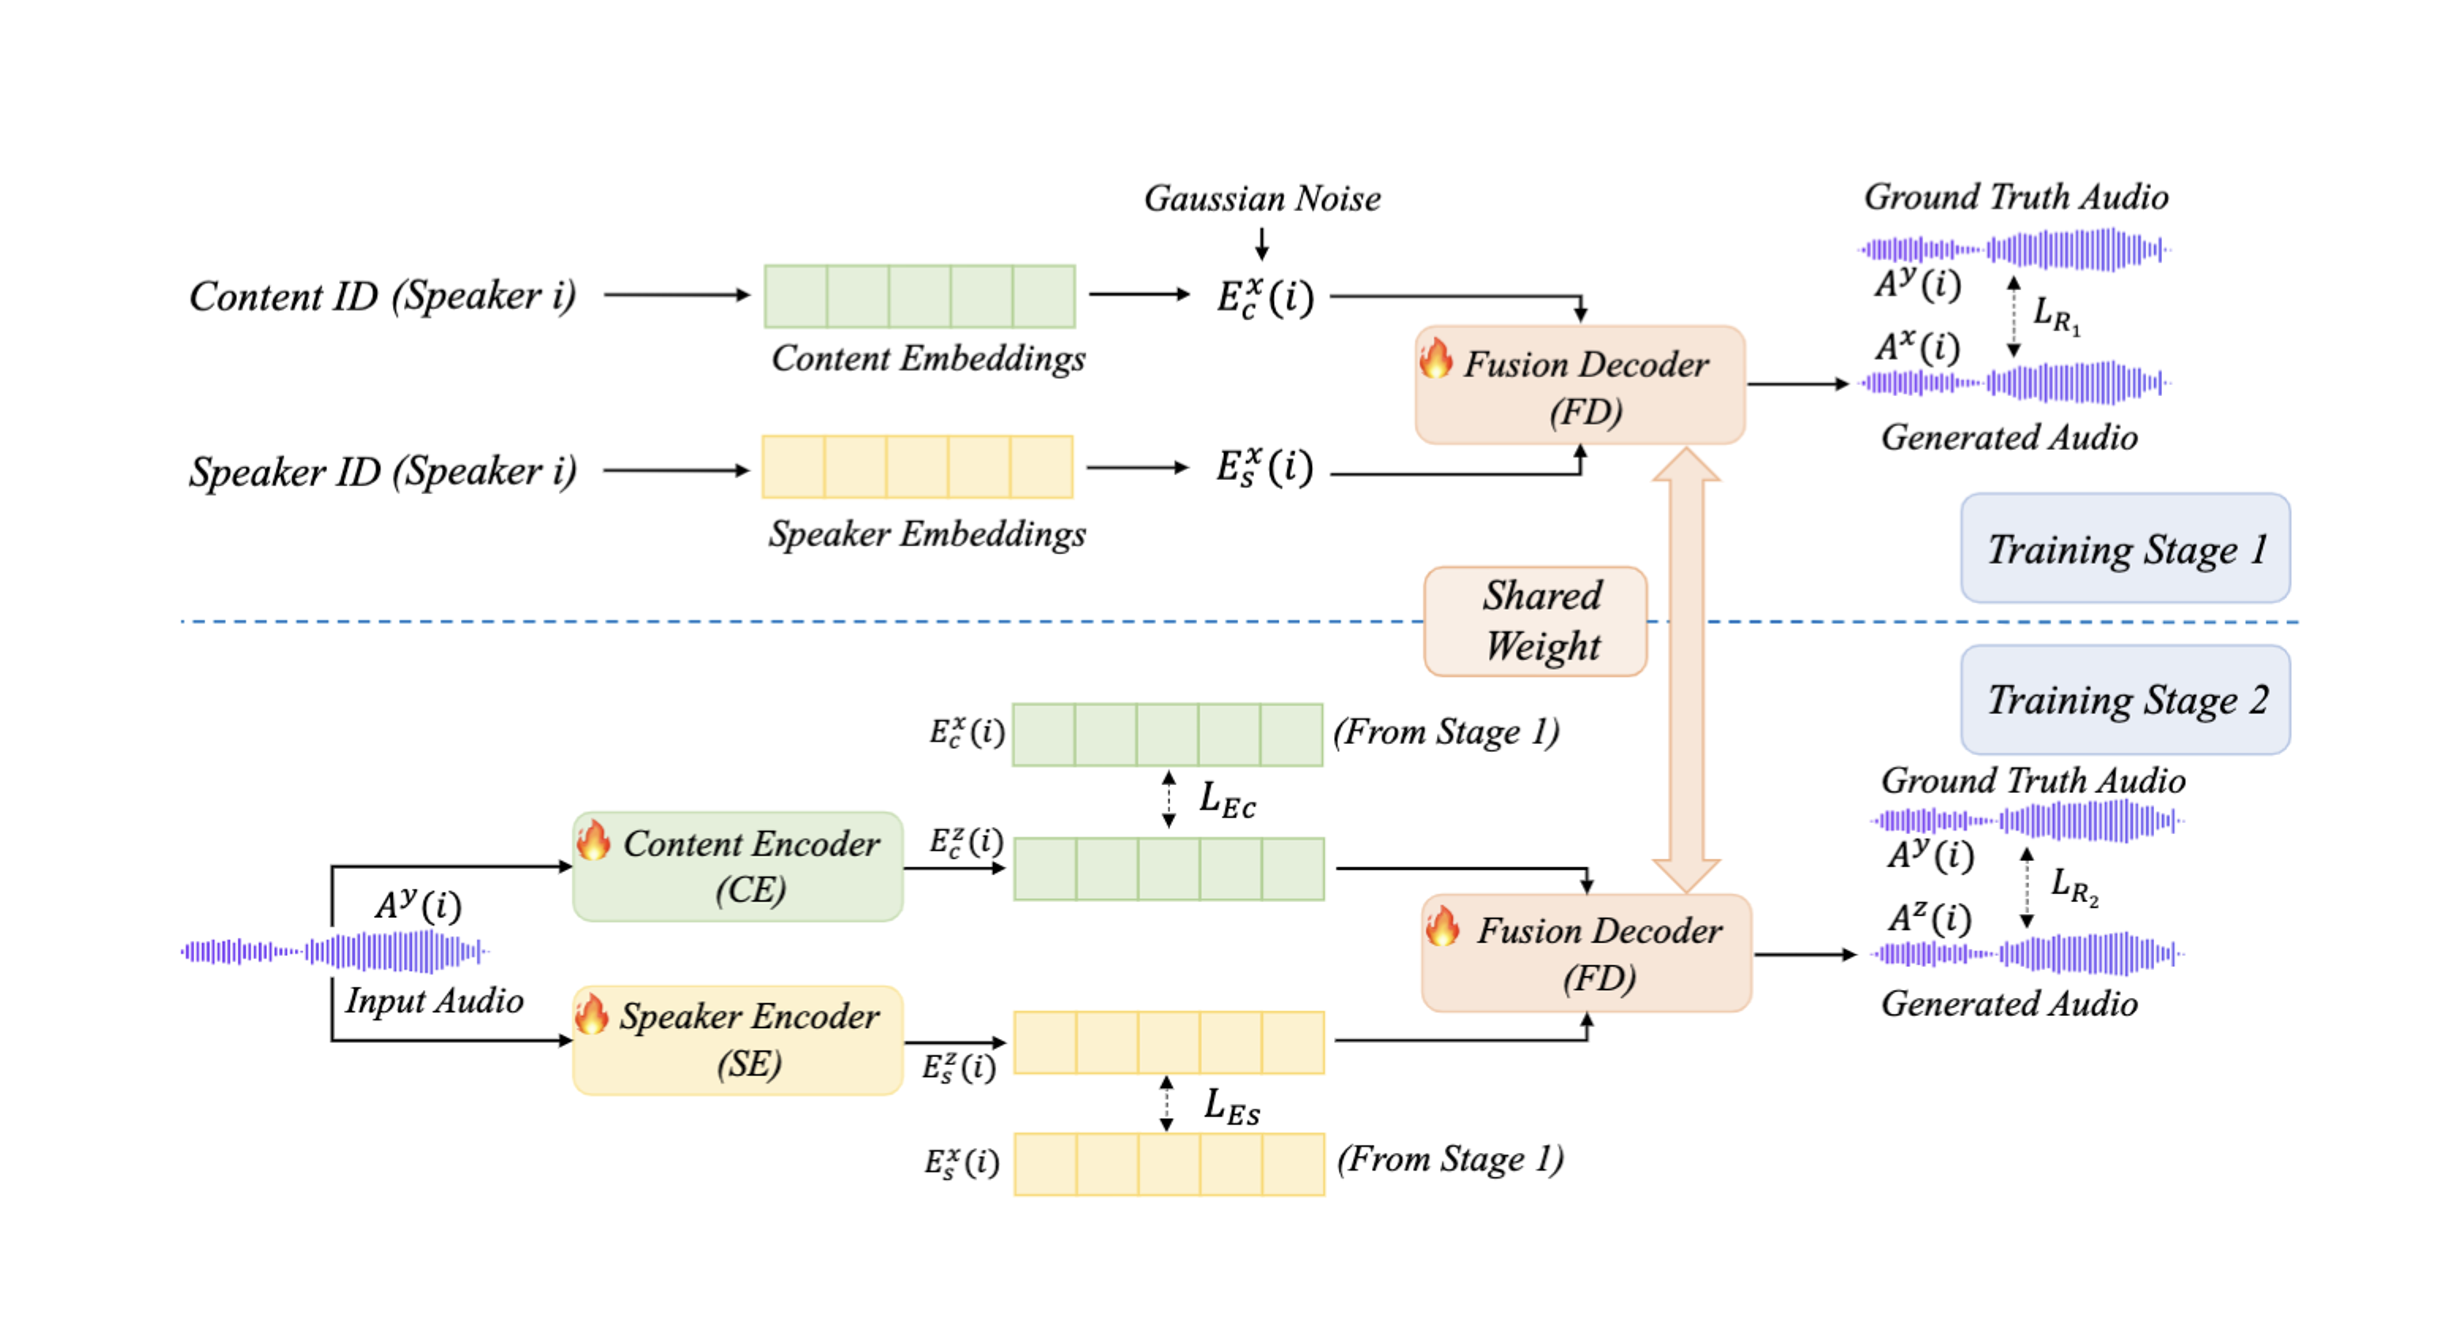 Gaussian Noise
Ground Truth Audio
Content ID (Speaker i)
E_c^x(i)
A^y(i)
L_{R_1}
A^x(i)
Content Embeddings
Fusion Decoder
(FD)
Generated Audio
Speaker ID (Speaker i)
E_s^x(i)
Speaker Embeddings
Training Stage 1
Shared
Weight
Training Stage 2
E_c^x(i)
(From Stage 1)
Ground Truth Audio
L_{Ec}
Content Encoder
(CE)
E_c^z(i)
A^y(i)
L_{R_2}
A^y(i)
A^z(i)
Fusion Decoder
(FD)
Input Audio
Generated Audio
Speaker Encoder
(SE)
E_s^z(i)
L_{Es}
E_s^x(i)
(From Stage 1)